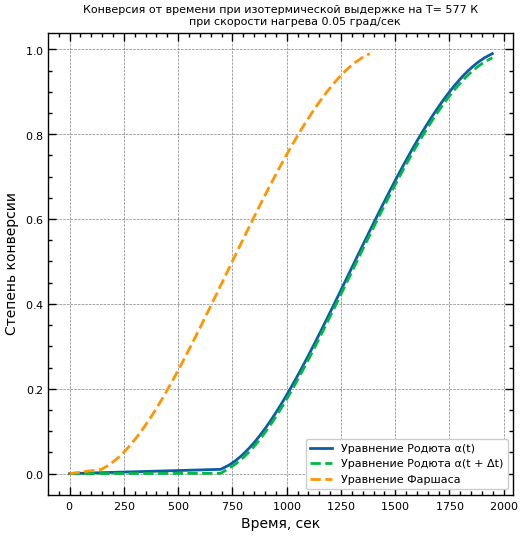 Конверсия от времени при изотермической выдержке на T= 577 K
при скорости нагрева 0.05 град/сек
Степень конверсии
1.0
0.8
0.6
0.4
0.2
0.0
Уравнение Родюта α(t)
Уравнение Родюта α(t + Δt)
Уравнение Фаршаса
0 250 500 750 1000 1250 1500 1750 2000
Время, сек